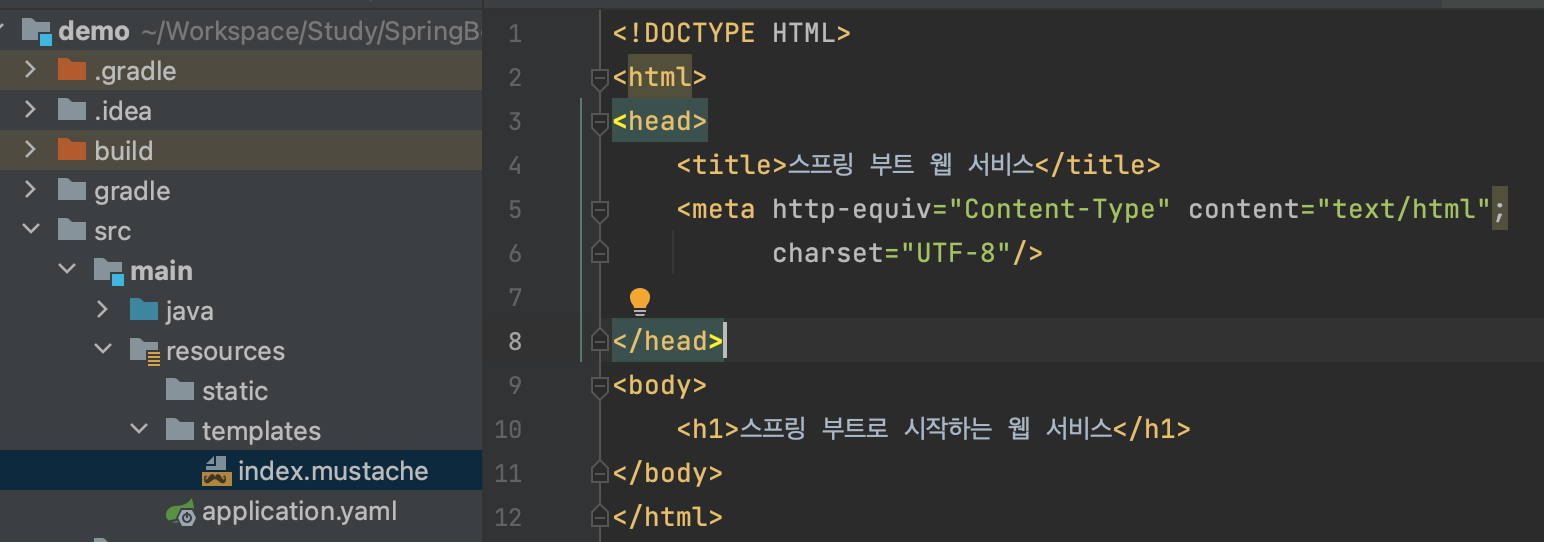 demo ~/Workspace/Study/SpringB
.gradle
.idea
build
gradle
src
main
java
resources
static
templates
index.mustache
application.yaml
1 <!DOCTYPE HTML>
2 <html>
3 <head>
4 <title>스프링 부트 웹 서비스</title>
5 <meta http-equiv="Content-Type" content="text/html";
6 charset="UTF-8"/>
7
8 </head>
9 <body>
10 <h1>스프링 부트로 시작하는 웹 서비스</h1>
11 </body>
12 </html>